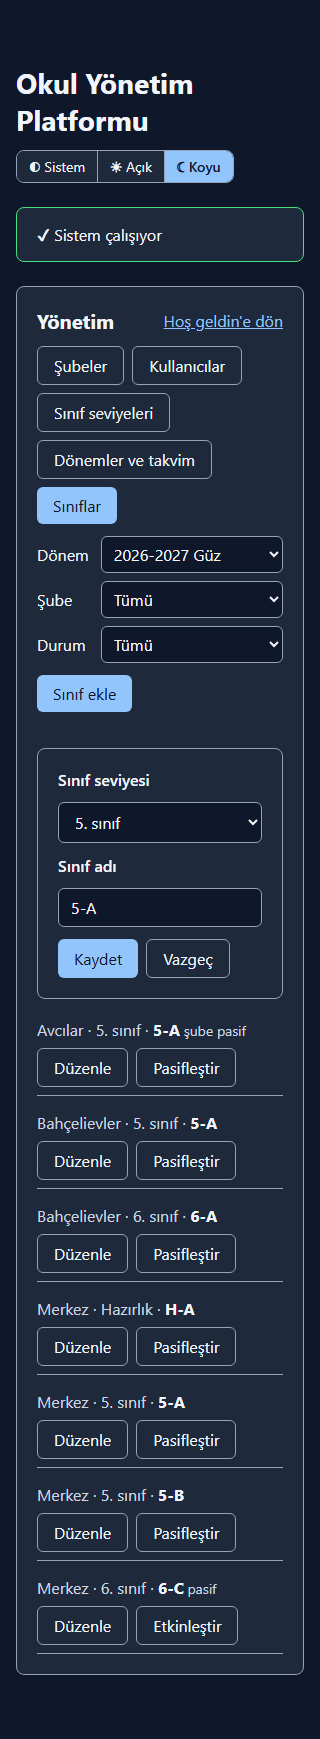 Okul Yönetim
Platformu
◐ Sistem ☀ Açık ☾ Koyu
✓ Sistem çalışıyor
Yönetim Hoş geldin'e dön
Şubeler Kullanıcılar
Sınıf seviyeleri
Dönemler ve takvim
Sınıflar
Dönem 2026-2027 Güz
Şube Tümü
Durum Tümü
Sınıf ekle
Sınıf seviyesi
5. sınıf
Sınıf adı
5-A
Kaydet Vazgeç
Avcılar · 5. sınıf · 5-A şube pasif
Düzenle Pasifleştir
Bahçelievler · 5. sınıf · 5-A
Düzenle Pasifleştir
Bahçelievler · 6. sınıf · 6-A
Düzenle Pasifleştir
Merkez · Hazırlık · H-A
Düzenle Pasifleştir
Merkez · 5. sınıf · 5-A
Düzenle Pasifleştir
Merkez · 5. sınıf · 5-B
Düzenle Pasifleştir
Merkez · 6. sınıf · 6-C pasif
Düzenle Etkinleştir